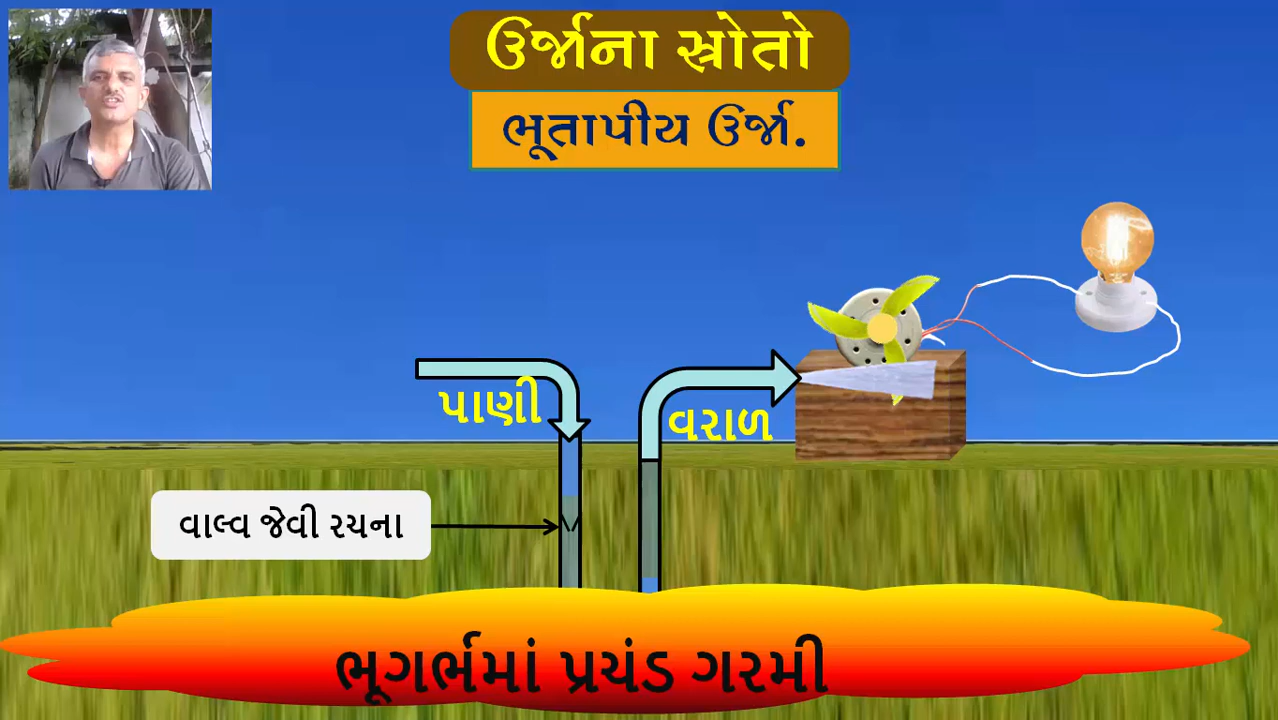 ઉર્જાના સ્રોતો
ભૂતાપીય ઉર્જા.
પાણી
વરાળ
વાલ્વ જેવી રચના
ભૂગર્ભમાં પ્રચંડ ગરમી